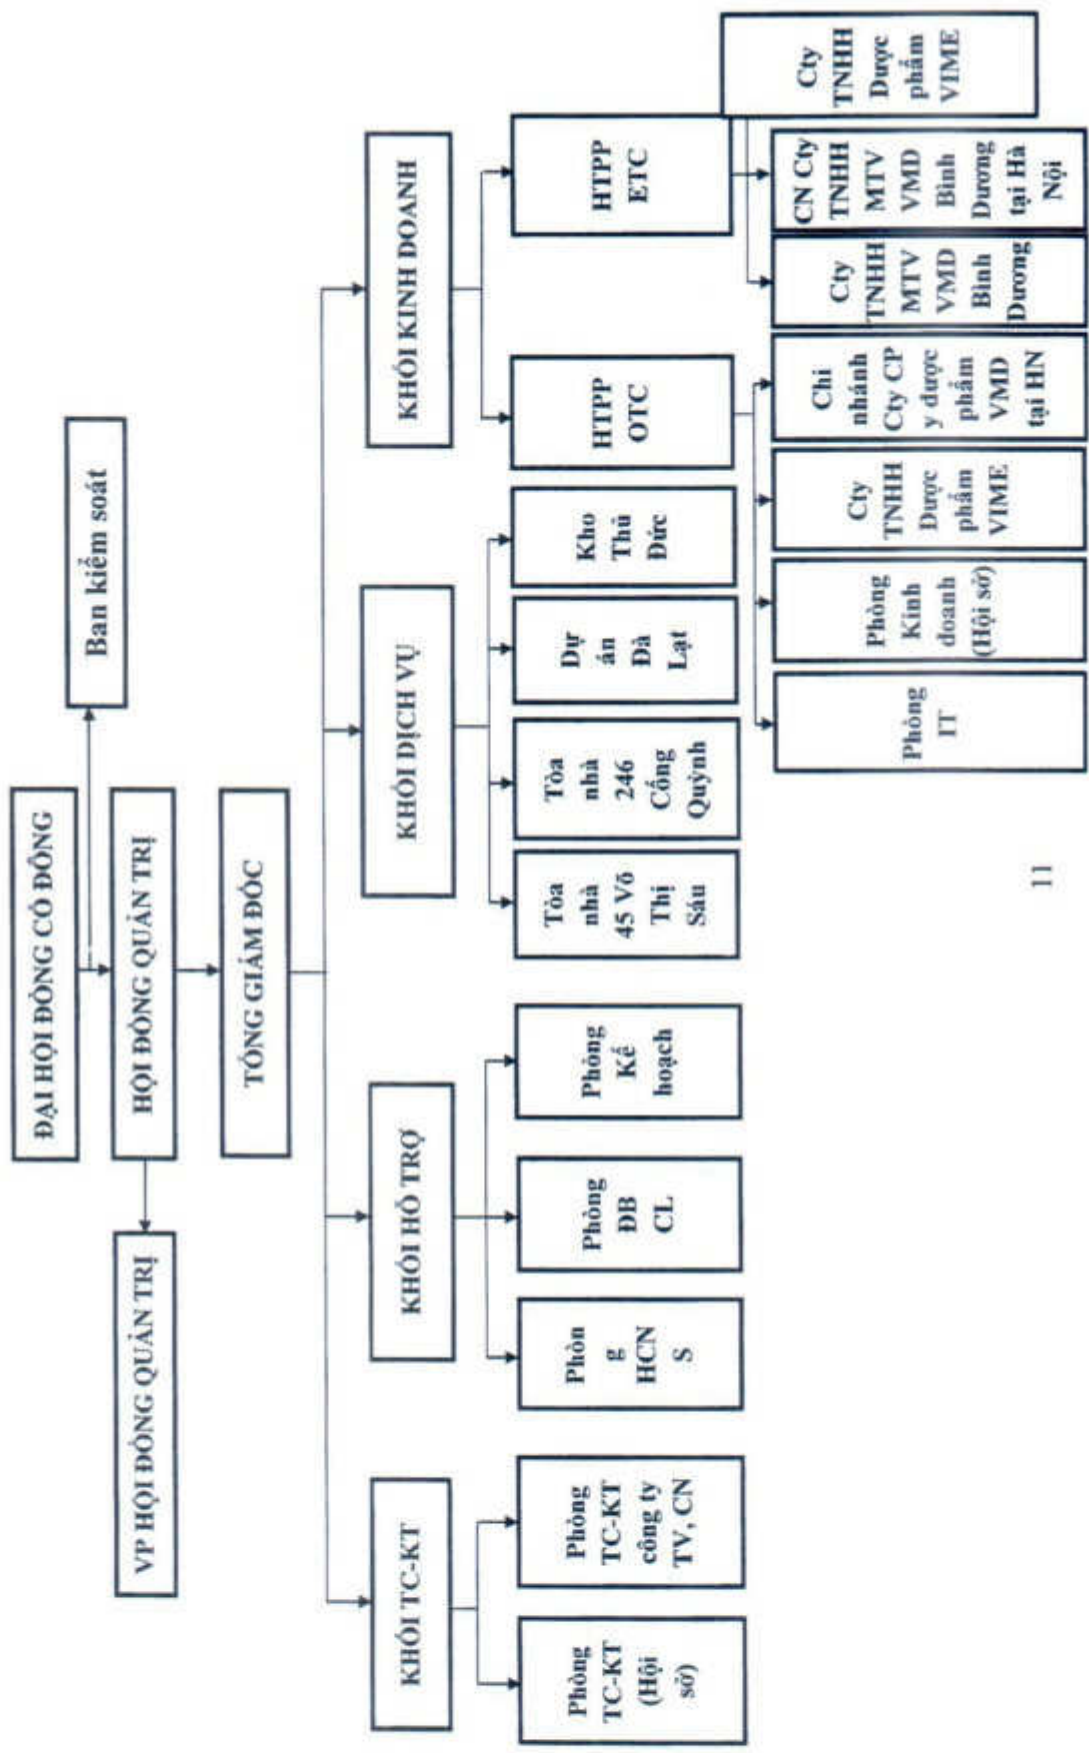 ĐẠI HỘI ĐỒNG CỔ ĐÔNG
Ban kiểm soát
VP HỘI ĐỒNG QUẢN TRỊ
HỘI ĐỒNG QUẢN TRỊ
TỔNG GIÁM ĐỐC
KHỐI TC-KT
KHỐI HỖ TRỢ
KHỐI DỊCH VỤ
KHỐI KINH DOANH
Phòng
TC-KT
(Hội
sở)
Phòng
TC-KT
công ty
TV, CN
Phòn
g
HCN
S
Phòng
ĐB
CL
Phòng
Kế
hoạch
Tòa
nhà
45 Võ
Thị
Sáu
Tòa
nhà
246
Cống
Quỳnh
Dự
án
Đà
Lạt
Kho
Thủ
Đức
HTPP
OTC
HTPP
ETC
Phòng
IT
Phòng
Kinh
doanh
(Hội sở)
Cty
TNHH
Dược
phẩm
VIME
Chi
nhánh
Cty CP
y dược
phẩm
VMD
tại HN
Cty
TNHH
MTV
VMD
Bình
Dương
CN Cty
TNHH
MTV
VMD
Bình
Dương
tại Hà
Nội
Cty
TNHH
Dược
phẩm
VIME
11